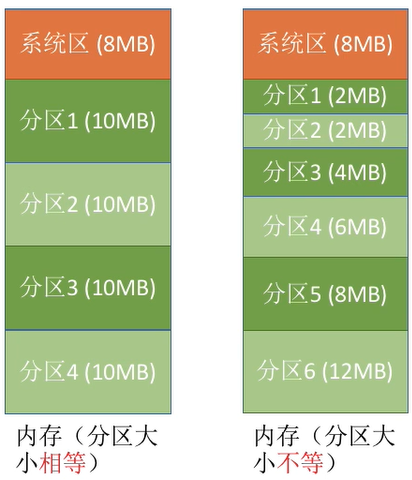 系统区 (8MB)
分区1 (10MB)
分区2 (10MB)
分区3 (10MB)
分区4 (10MB)
内存（分区大
小相等）
系统区 (8MB)
分区1 (2MB)
分区2 (2MB)
分区3 (4MB)
分区4 (6MB)
分区5 (8MB)
分区6 (12MB)
内存（分区大
小不等）